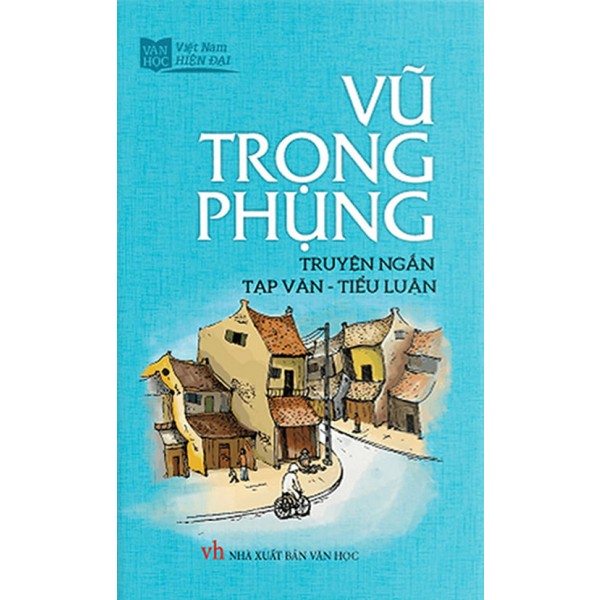 VĂN HỌC
Việt Nam
HIỆN ĐẠI
VŨ
TRỌNG
PHỤNG
TRUYỆN NGẮN
TẠP VĂN - TIỂU LUẬN
vh NHÀ XUẤT BẢN VĂN HỌC